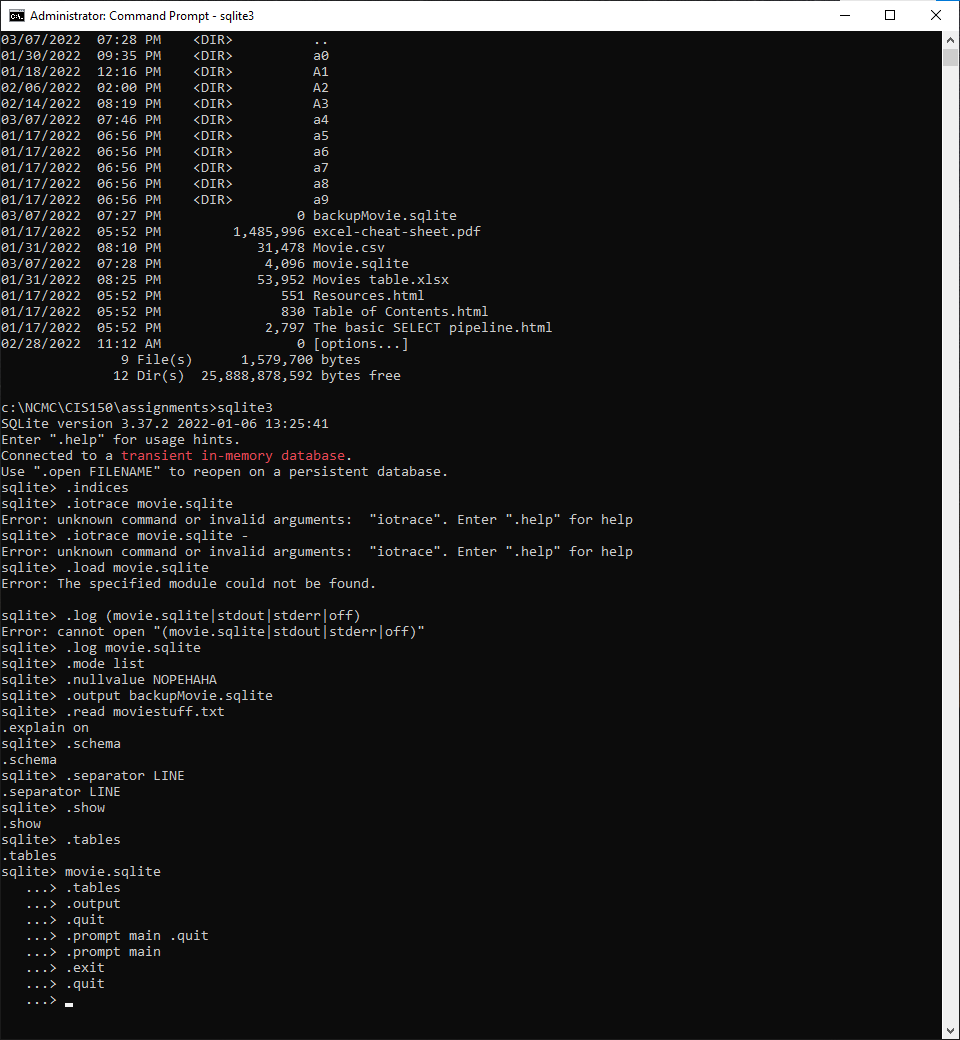 Administrator: Command Prompt - sqlite3
03/07/2022  07:28 PM    <DIR>          ..
01/30/2022  09:35 PM    <DIR>          a0
01/18/2022  12:16 PM    <DIR>          A1
02/06/2022  02:00 PM    <DIR>          A2
02/14/2022  08:19 PM    <DIR>          A3
03/07/2022  07:46 PM    <DIR>          a4
01/17/2022  06:56 PM    <DIR>          a5
01/17/2022  06:56 PM    <DIR>          a6
01/17/2022  06:56 PM    <DIR>          a7
01/17/2022  06:56 PM    <DIR>          a8
01/17/2022  06:56 PM    <DIR>          a9
03/07/2022  07:27 PM                 0 backupMovie.sqlite
01/17/2022  05:52 PM         1,485,996 excel-cheat-sheet.pdf
01/31/2022  08:10 PM            31,478 Movie.csv
03/07/2022  07:28 PM             4,096 movie.sqlite
01/31/2022  08:25 PM            53,952 Movies table.xlsx
01/17/2022  05:52 PM               551 Resources.html
01/17/2022  05:52 PM               830 Table of Contents.html
01/17/2022  05:52 PM             2,797 The basic SELECT pipeline.html
02/28/2022  11:12 AM                 0 [options...]
               9 File(s)      1,579,700 bytes
              12 Dir(s)  25,888,878,592 bytes free
c:\NCMC\CIS150\assignments>sqlite3
SQLite version 3.37.2 2022-01-06 13:25:41
Enter ".help" for usage hints.
Connected to a transient in-memory database.
Use ".open FILENAME" to reopen on a persistent database.
sqlite> .indices
sqlite> .iotrace movie.sqlite
Error: unknown command or invalid arguments:  "iotrace". Enter ".help" for help
sqlite> .iotrace movie.sqlite -
Error: unknown command or invalid arguments:  "iotrace". Enter ".help" for help
sqlite> .load movie.sqlite
Error: The specified module could not be found.
sqlite> .log (movie.sqlite|stdout|stderr|off)
Error: cannot open "(movie.sqlite|stdout|stderr|off)"
sqlite> .log movie.sqlite
sqlite> .mode list
sqlite> .nullvalue NOPEHAHA
sqlite> .output backupMovie.sqlite
sqlite> .read moviestuff.txt
.explain on
sqlite> .schema
.schema
sqlite> .separator LINE
.separator LINE
sqlite> .show
.show
sqlite> .tables
.tables
sqlite> movie.sqlite
   ...> .tables
   ...> .output
   ...> .quit
   ...> .prompt main .quit
   ...> .prompt main
   ...> .exit
   ...> .quit
   ...>